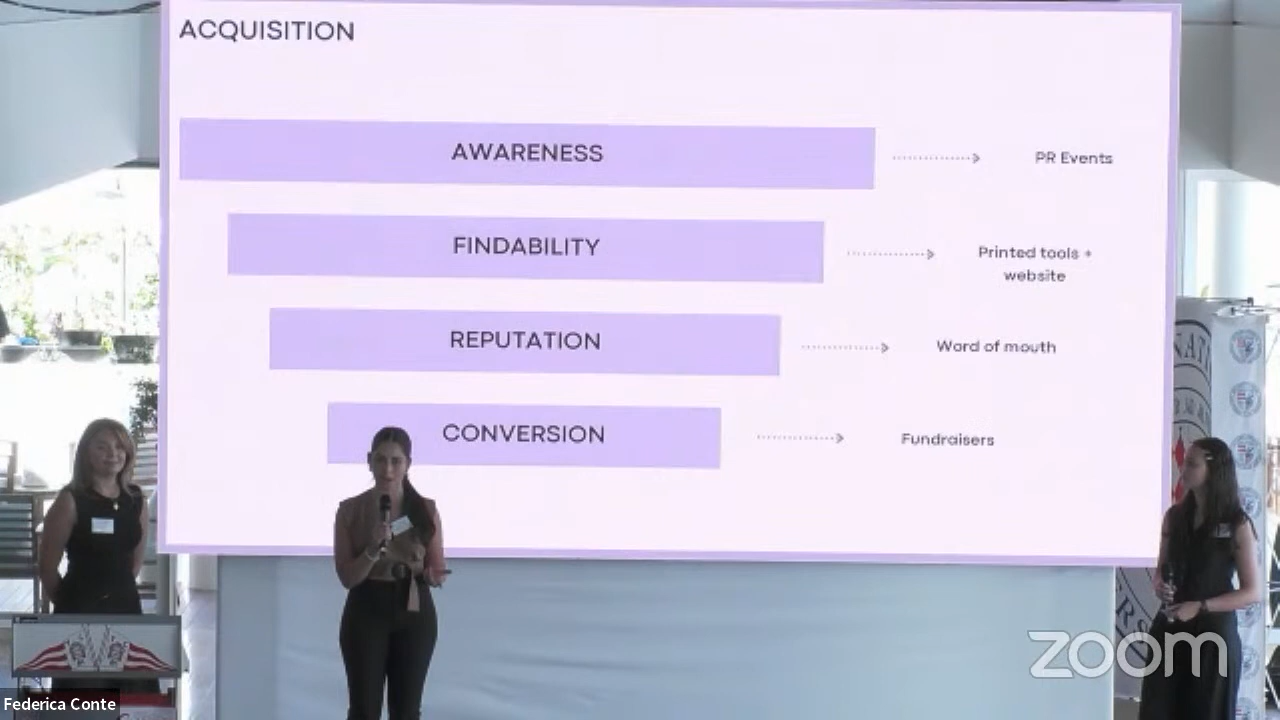 ACQUISITION
AWARENESS
PR Events
FINDABILITY
Printed tools +
website
REPUTATION
Word of mouth
CONVERSION
Fundraisers
zoom
Federica Conte